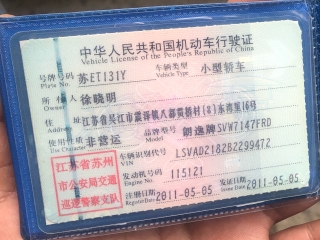 中华人民共和国机动车行驶证
Vehicle License of the People's Republic of China
号牌号码 苏ET131Y 车辆类型 小型轿车
Plate No. Vehicle Type
所有人 徐晓明
Owner
住址 江苏省吴江市震泽镇八都贯桥村(8)东南里16号
Address
使用性质 非营运 品牌型号 朗逸牌SVW7147FRD
Use Character Model
车辆识别代号 LSVAD2182B2299472
VIN
江苏省苏州
市公安局交通
巡逻警察支队
发动机号码 115121
Engine No.
注册日期 2011-05-05 发证日期 2011-05-05
Register Date Issue Date